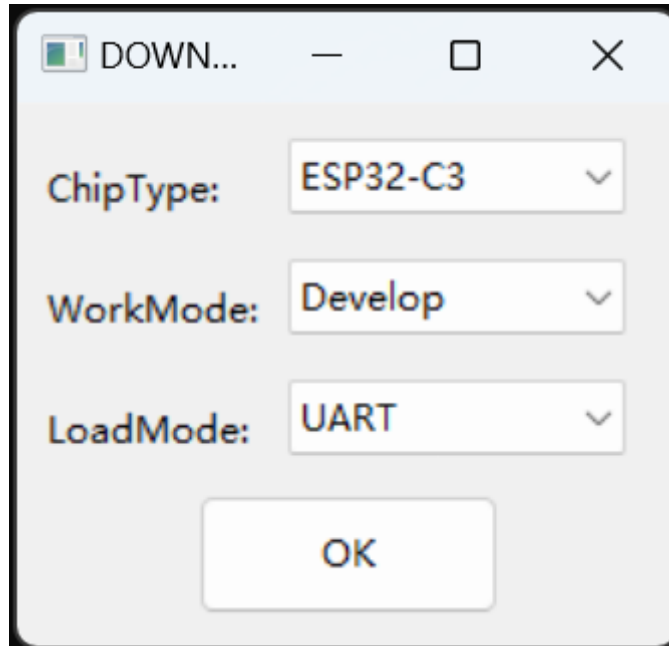 DOWN...
ChipType: ESP32-C3
WorkMode: Develop
LoadMode: UART
OK